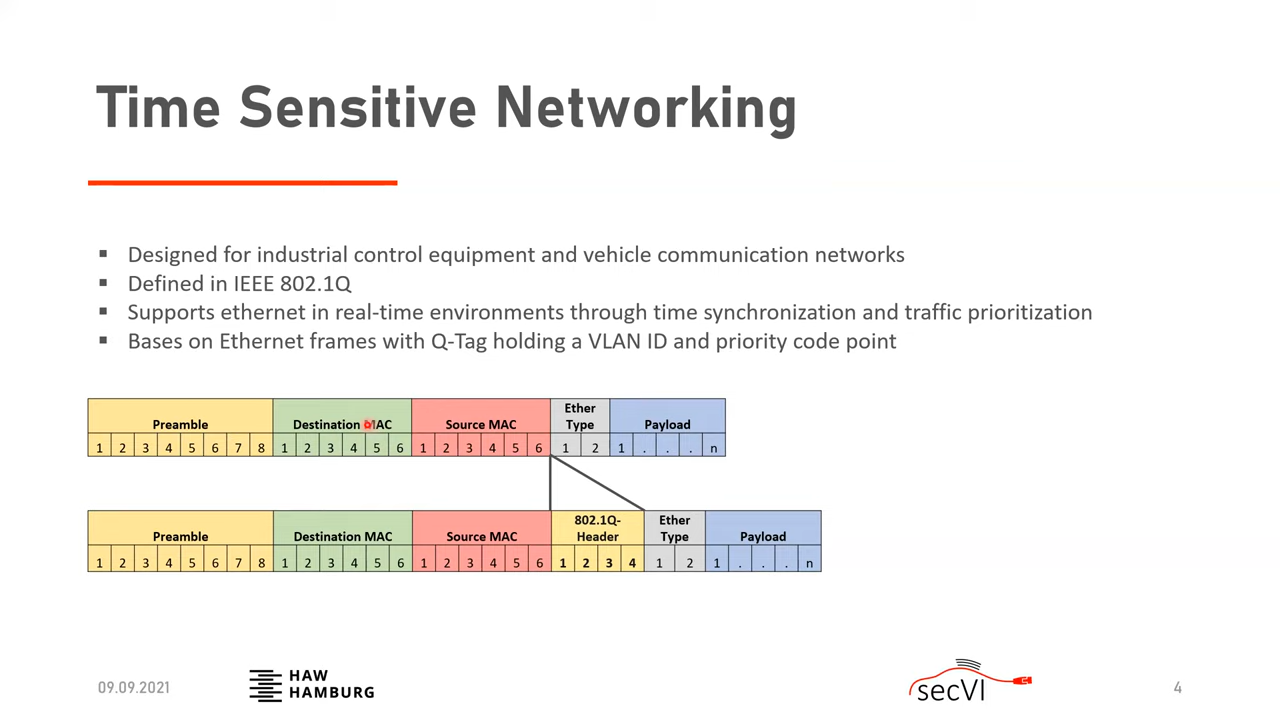 Time Sensitive Networking
▪ Designed for industrial control equipment and vehicle communication networks
▪ Defined in IEEE 802.1Q
▪ Supports ethernet in real-time environments through time synchronization and traffic prioritization
▪ Bases on Ethernet frames with Q-Tag holding a VLAN ID and priority code point
Preamble Destination MAC Source MAC Ether Type Payload
1 2 3 4 5 6 7 8 1 2 3 4 5 6 1 2 3 4 5 6 1 2 1 . . . n
Preamble Destination MAC Source MAC 802.1Q-Header Ether Type Payload
1 2 3 4 5 6 7 8 1 2 3 4 5 6 1 2 3 4 5 6 1 2 3 4 1 2 1 . . . n
09.09.2021
HAW
HAMBURG
secVI
4